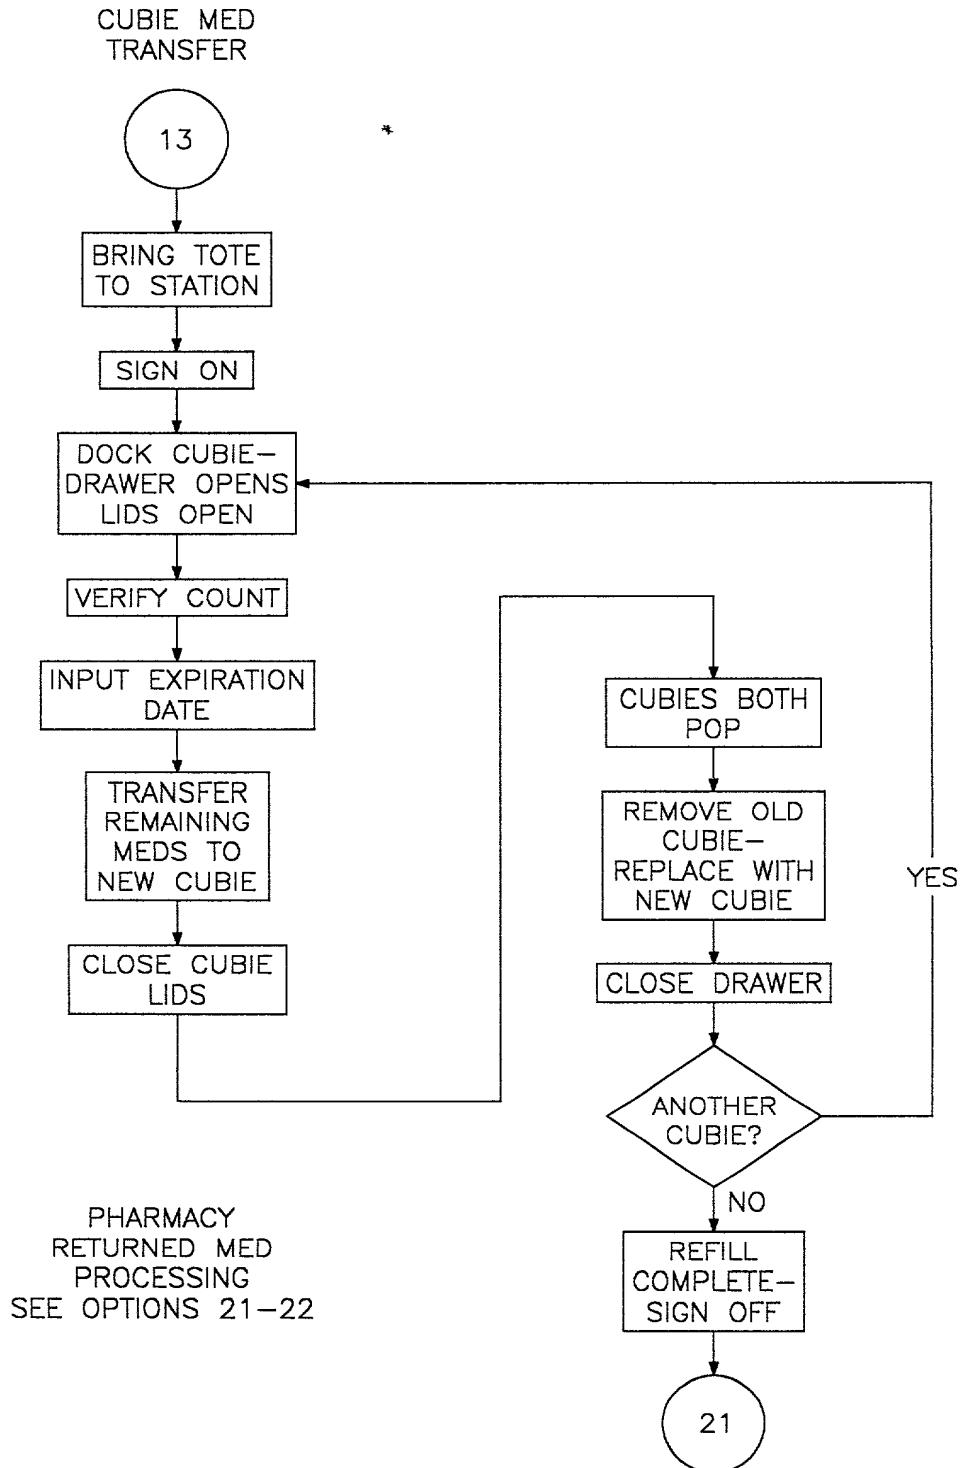 CUBIE MED
TRANSFER
13
*
BRING TOTE
TO STATION
SIGN ON
DOCK CUBIE-
DRAWER OPENS
LIDS OPEN
VERIFY COUNT
INPUT EXPIRATION
DATE
TRANSFER
REMAINING
MEDS TO
NEW CUBIE
CLOSE CUBIE
LIDS
CUBIES BOTH
POP
REMOVE OLD
CUBIE-
REPLACE WITH
NEW CUBIE
CLOSE DRAWER
ANOTHER
CUBIE?
YES
NO
REFILL
COMPLETE-
SIGN OFF
21
PHARMACY
RETURNED MED
PROCESSING
SEE OPTIONS 21-22